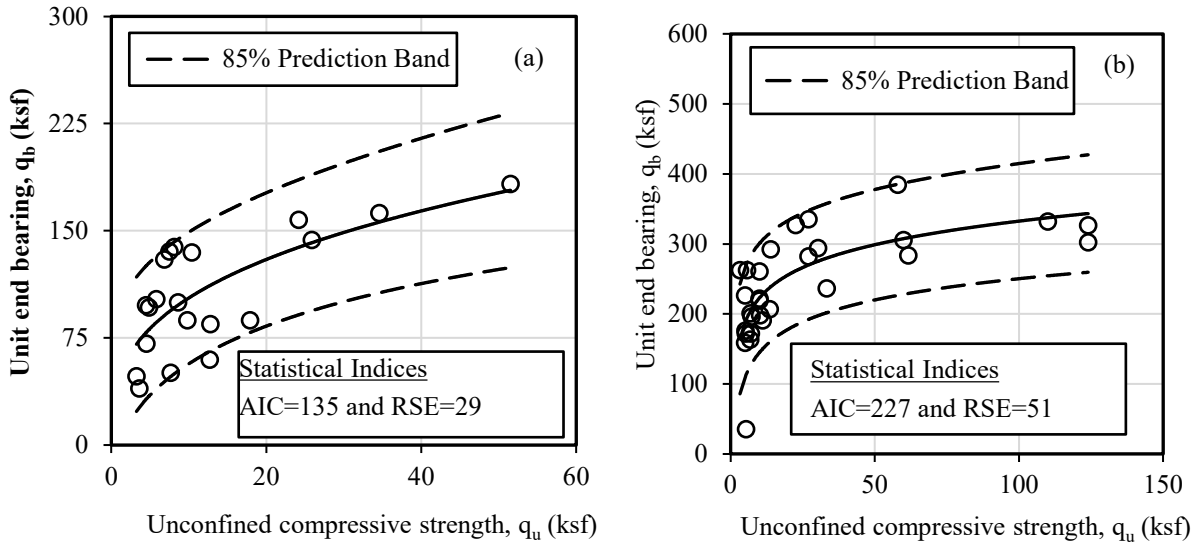 300
225
150
75
0
0
20
40
60
Unit end bearing, q_b (ksf)
Unconfined compressive strength, q_u (ksf)
85% Prediction Band
(a)
Statistical Indices
AIC=135 and RSE=29
600
500
400
300
200
100
0
0
50
100
150
Unit end bearing, q_b (ksf)
Unconfined compressive strength, q_u (ksf)
85% Prediction Band
(b)
Statistical Indices
AIC=227 and RSE=51